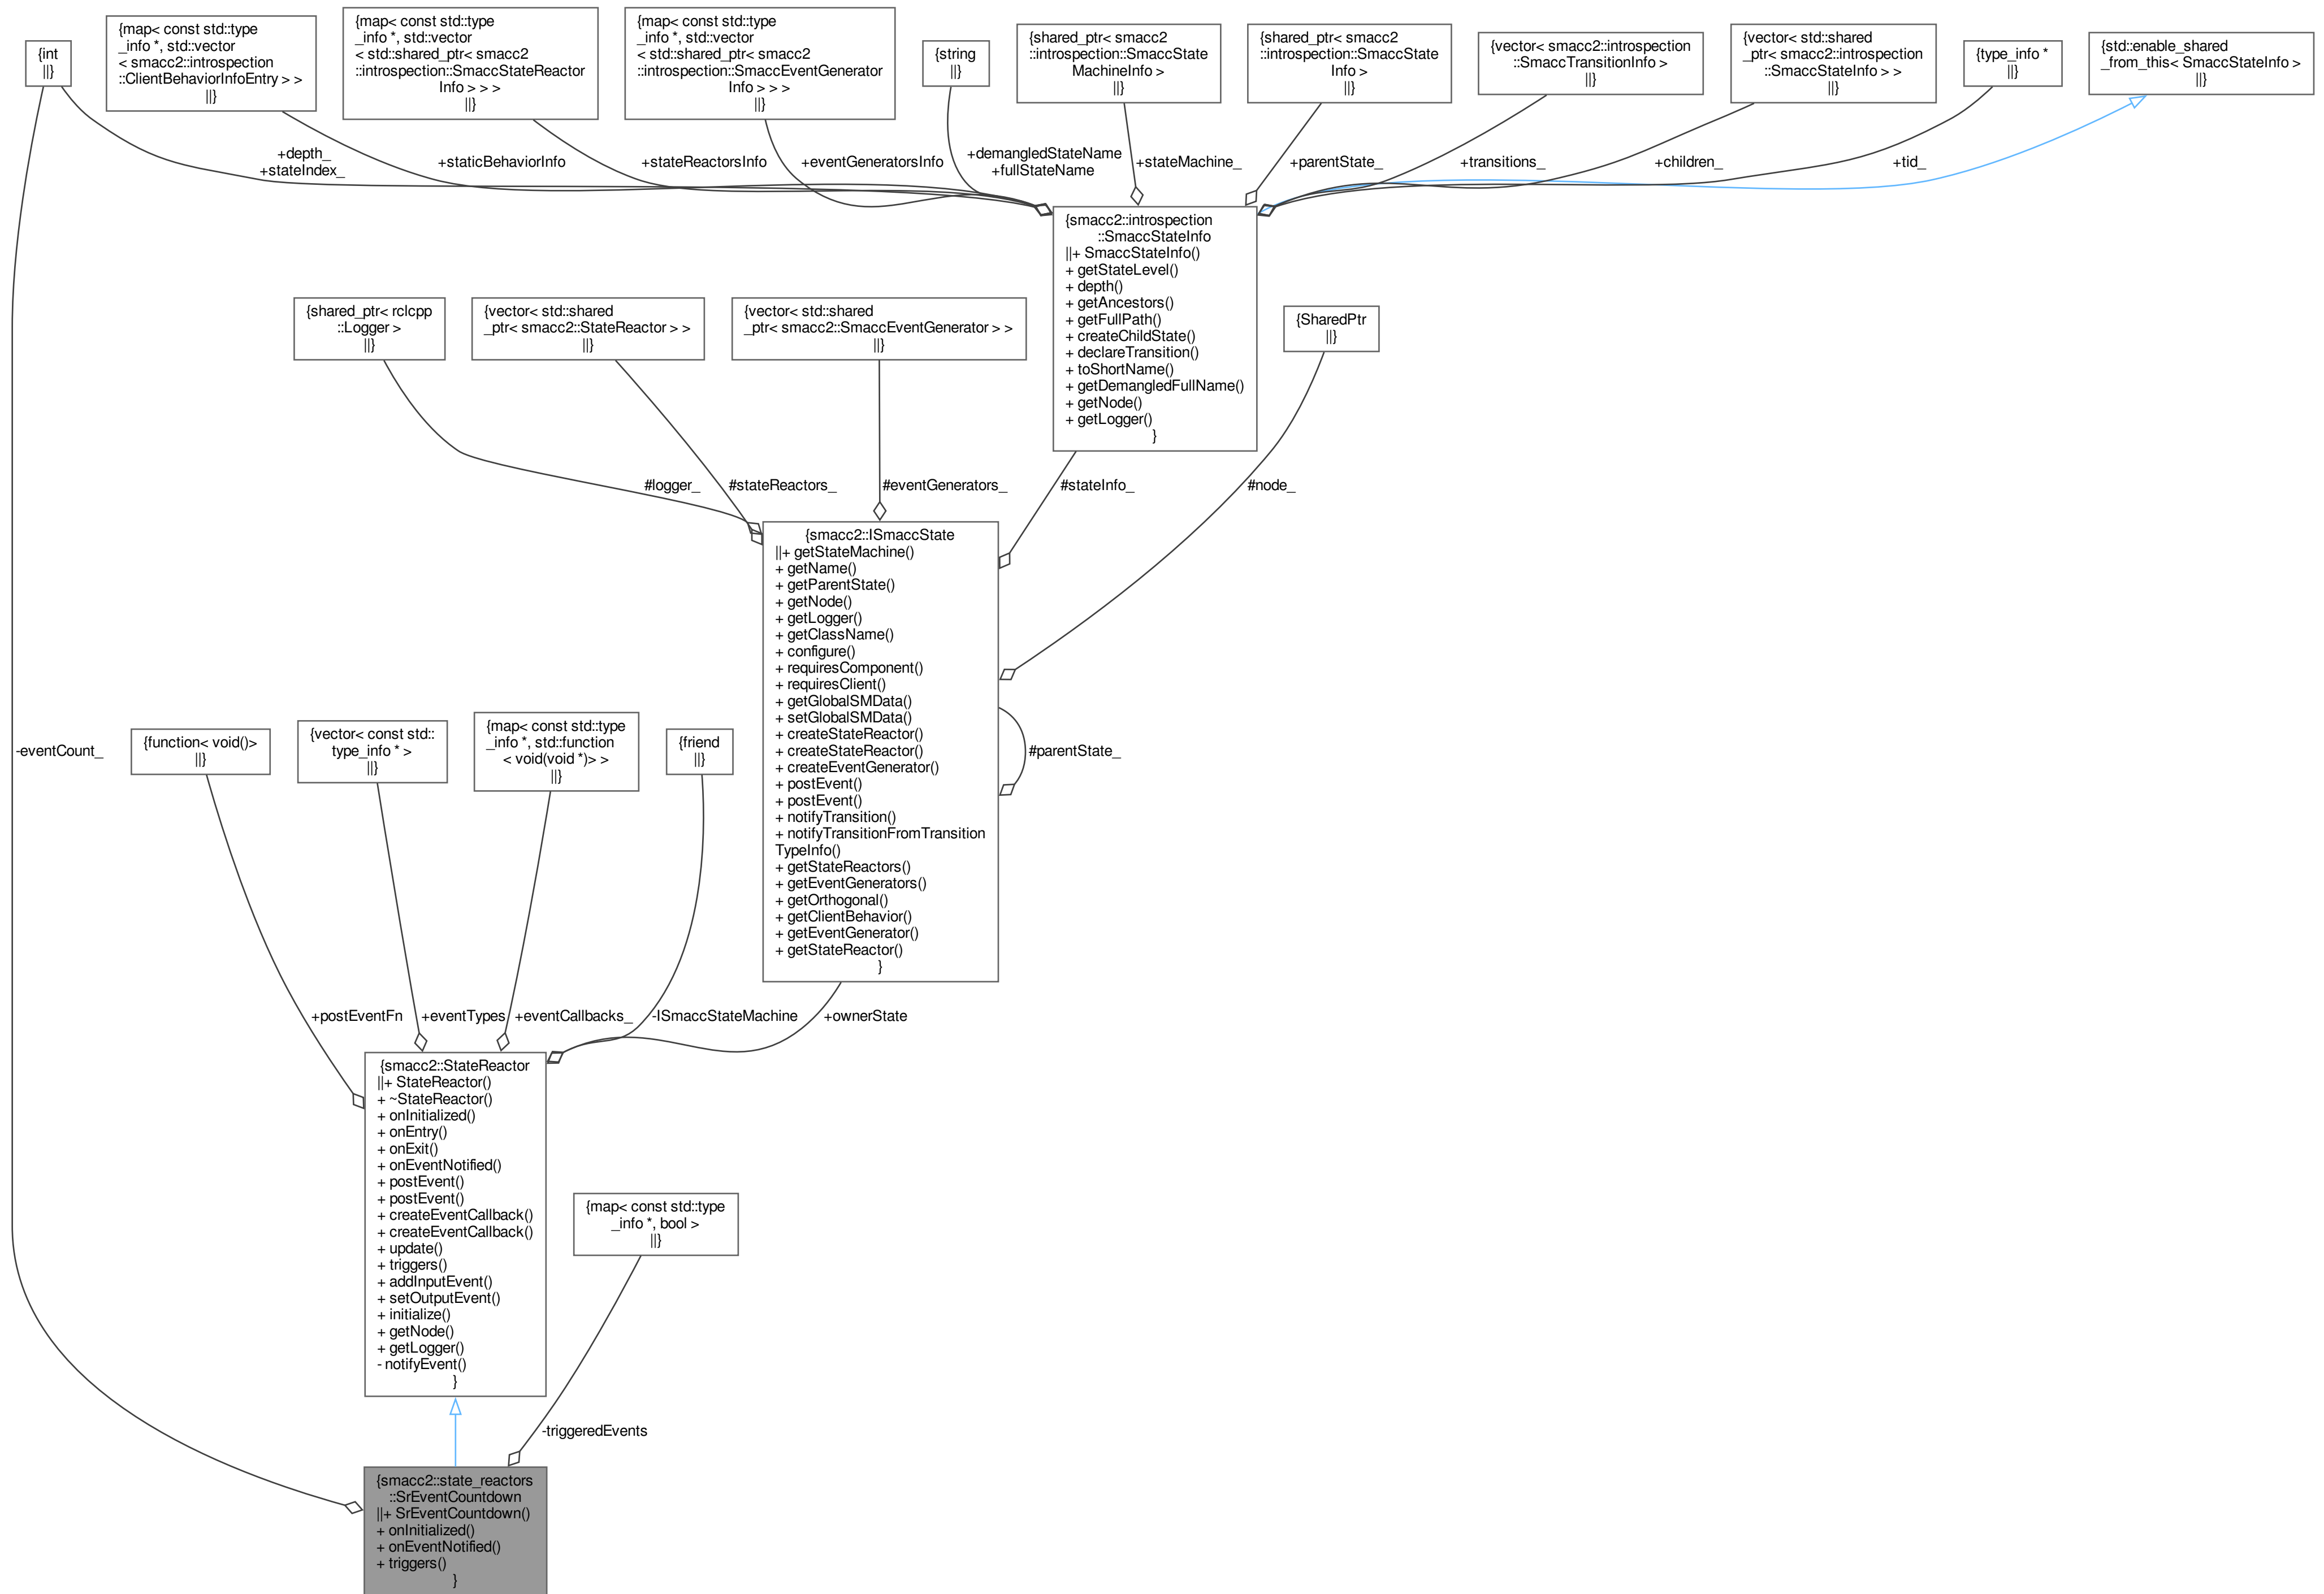 {int
||}
{map< const std::type
_info *, std::vector
< smacc2::introspection
::ClientBehaviorInfoEntry > >
||}
{map< const std::type
_info *, std::vector
< std::shared_ptr< smacc2
::introspection::SmaccStateReactor
Info > > >
||}
{map< const std::type
_info *, std::vector
< std::shared_ptr< smacc2
::introspection::SmaccEventGenerator
Info > > >
||}
{string
||}
{shared_ptr< smacc2
::introspection::SmaccState
MachineInfo >
||}
{shared_ptr< smacc2
::introspection::SmaccState
Info >
||}
{vector< smacc2::introspection
::SmaccTransitionInfo >
||}
{vector< std::shared
_ptr< smacc2::introspection
::SmaccStateInfo > >
||}
{type_info *
||}
{std::enable_shared
_from_this< SmaccStateInfo >
||}
+depth_
+stateIndex_
+staticBehaviorInfo
+stateReactorsInfo
+eventGeneratorsInfo
+demangledStateName
+fullStateName
+stateMachine_
+parentState_
+transitions_
+children_
+tid_
{smacc2::introspection
::SmaccStateInfo
||+ SmaccStateInfo()
+ getStateLevel()
+ depth()
+ getAncestors()
+ getFullPath()
+ createChildState()
+ declareTransition()
+ toShortName()
+ getDemangledFullName()
+ getNode()
+ getLogger()
}
{shared_ptr< rclcpp
::Logger >
||}
{vector< std::shared
_ptr< smacc2::StateReactor > >
||}
{vector< std::shared
_ptr< smacc2::SmaccEventGenerator > >
||}
{SharedPtr
||}
#logger_
#stateReactors_
#eventGenerators_
#stateInfo_
#node_
{smacc2::ISmaccState
||+ getStateMachine()
+ getName()
+ getParentState()
+ getNode()
+ getLogger()
+ getClassName()
+ configure()
+ requiresComponent()
+ requiresClient()
+ getGlobalSMData()
+ setGlobalSMData()
+ createStateReactor()
+ createStateReactor()
+ createEventGenerator()
+ postEvent()
+ postEvent()
+ notifyTransition()
+ notifyTransitionFromTransition
TypeInfo()
+ getStateReactors()
+ getEventGenerators()
+ getOrthogonal()
+ getClientBehavior()
+ getEventGenerator()
+ getStateReactor()
}
#parentState_
-eventCount_
{function< void()>
||}
{vector< const std::
type_info * >
||}
{map< const std::type
_info *, std::function
< void(void *)> >
||}
{friend
||}
+postEventFn
+eventTypes
+eventCallbacks_
-ISmaccStateMachine
+ownerState
{smacc2::StateReactor
||+ StateReactor()
+ ~StateReactor()
+ onInitialized()
+ onEntry()
+ onExit()
+ onEventNotified()
+ postEvent()
+ postEvent()
+ createEventCallback()
+ createEventCallback()
+ update()
+ triggers()
+ addInputEvent()
+ setOutputEvent()
+ initialize()
+ getNode()
+ getLogger()
- notifyEvent()
}
{map< const std::type
_info *, bool >
||}
-triggeredEvents
{smacc2::state_reactors
::SrEventCountdown
||+ SrEventCountdown()
+ onInitialized()
+ onEventNotified()
+ triggers()
}